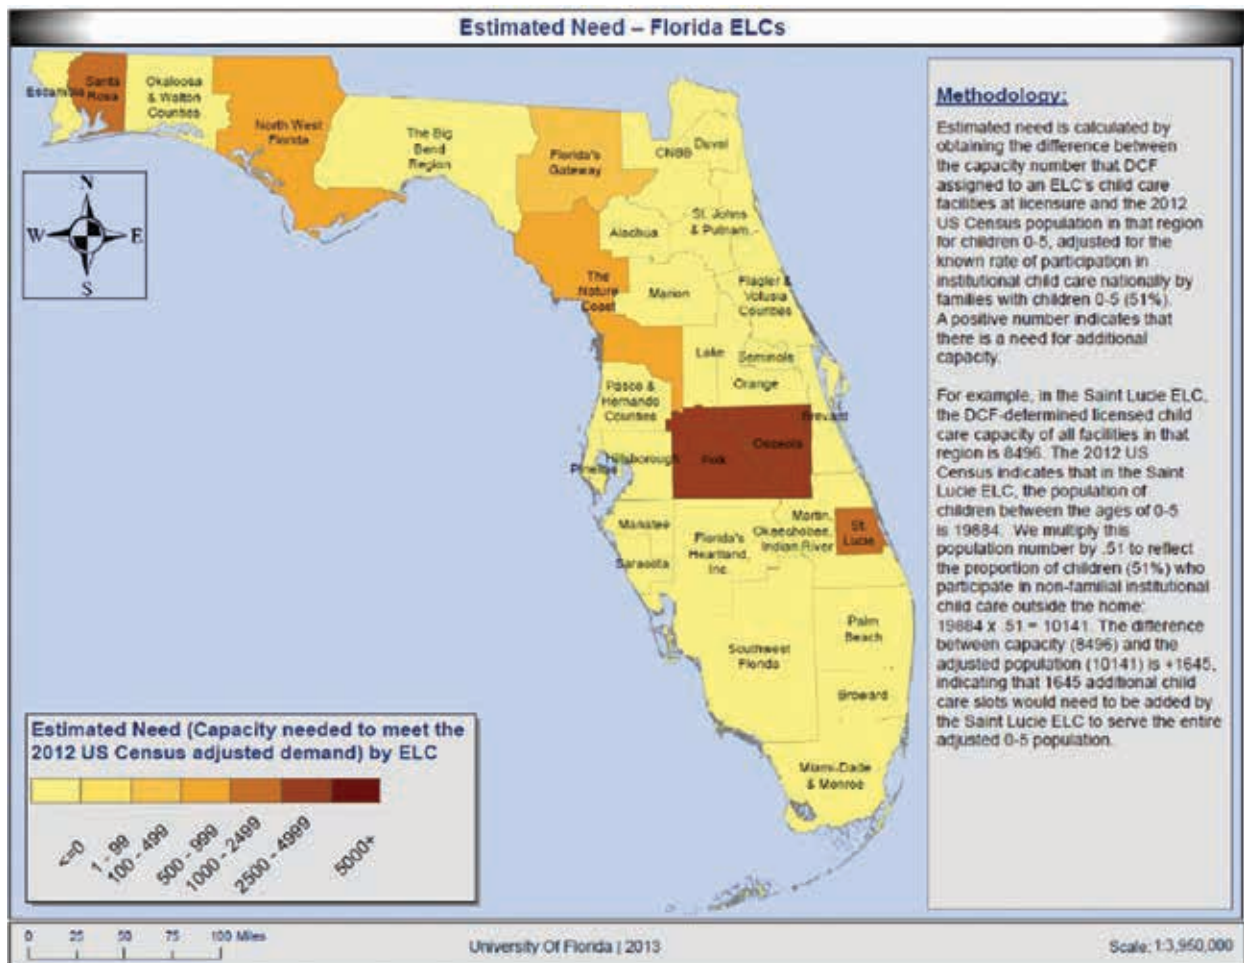 Estimated Need – Florida ELCs
Escambia
Santa
Rosa
Okaloosa
& Walton
Counties
North West
Florida
The Big
Bend
Region
Florida's
Gateway
CNBB
Duval
Alachua
St. Johns
& Putnam
The
Nature
Coast
Marion
Flagler &
Volusia
Counties
Lake
Seminole
Orange
Pasco &
Hernando
Counties
Brevard
Osceola
Polk
Hillsborough
Pinellas
Manatee
Sarasota
Florida's
Heartland,
Inc.
Martin,
Okeechobee,
Indian River
St.
Lucie
Palm
Beach
Southwest
Florida
Broward
Miami-Dade
& Monroe
N
W E
S
Methodology:
Estimated need is calculated by
obtaining the difference between
the capacity number that DCF
assigned to an ELC's child care
facilities at licensure and the 2012
US Census population in that region
for children 0-5, adjusted for the
known rate of participation in
institutional child care nationally by
families with children 0-5 (51%).
A positive number indicates that
there is a need for additional
capacity.
For example, in the Saint Lucie ELC,
the DCF-determined licensed child
care capacity of all facilities in that
region is 8496. The 2012 US
Census indicates that in the Saint
Lucie ELC, the population of
children between the ages of 0-5
is 19884. We multiply this
population number by .51 to reflect
the proportion of children (51%) who
participate in non-familial institutional
child care outside the home:
19884 x .51 = 10141. The difference
between capacity (8496) and the
adjusted population (10141) is +1645,
indicating that 1645 additional child
care slots would need to be added by
the Saint Lucie ELC to serve the entire
adjusted 0-5 population.
Estimated Need (Capacity needed to meet the
2012 US Census adjusted demand) by ELC
<=0
1 - 99
100 - 499
500 - 999
1000 - 2499
2500 - 4999
5000+
0 25 50 75 100 Miles
University Of Florida | 2013
Scale: 1:3,950,000